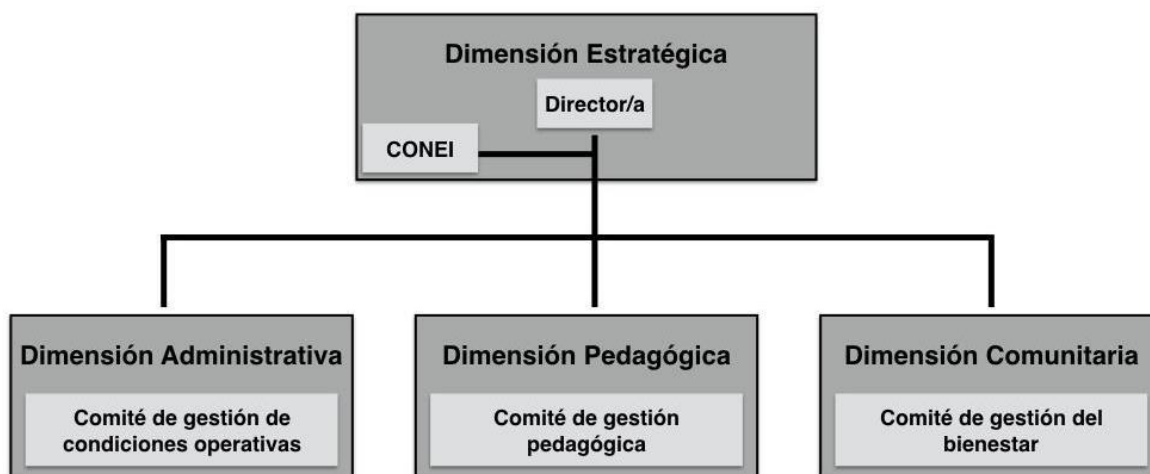 Dimensión Estratégica
Director/a
CONEI
Dimensión Administrativa
Comité de gestión de
condiciones operativas
Dimensión Pedagógica
Comité de gestión
pedagógica
Dimensión Comunitaria
Comité de gestión del
bienestar